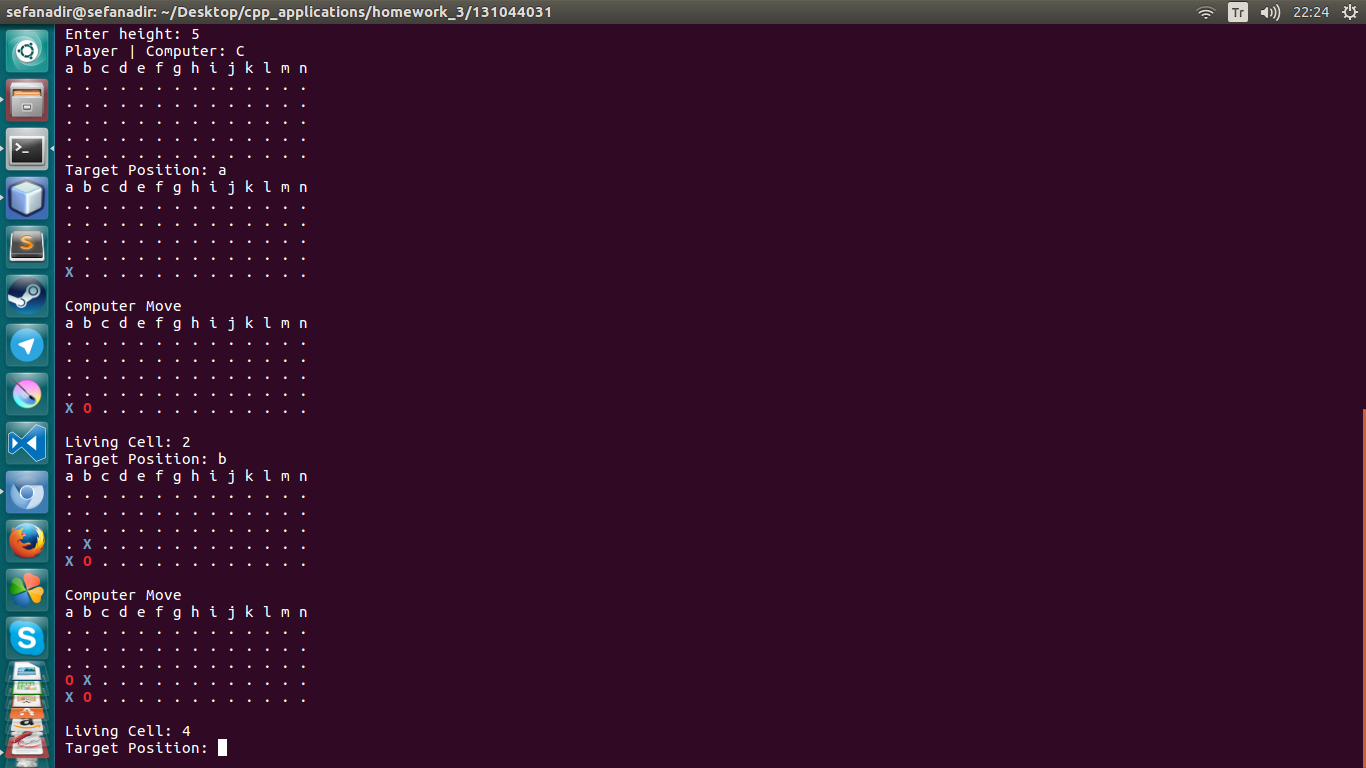 sefanadir@sefanadir: ~/Desktop/cpp_applications/homework_3/131044031
Tr
22:24
Enter height: 5
Player | Computer: C
a b c d e f g h i j k l m n
. . . . . . . . . . . . . .
. . . . . . . . . . . . . .
. . . . . . . . . . . . . .
. . . . . . . . . . . . . .
. . . . . . . . . . . . . .
Target Position: a
a b c d e f g h i j k l m n
. . . . . . . . . . . . . .
. . . . . . . . . . . . . .
. . . . . . . . . . . . . .
. . . . . . . . . . . . . .
X . . . . . . . . . . . . .
Computer Move
a b c d e f g h i j k l m n
. . . . . . . . . . . . . .
. . . . . . . . . . . . . .
. . . . . . . . . . . . . .
. . . . . . . . . . . . . .
X O . . . . . . . . . . . .
Living Cell: 2
Target Position: b
a b c d e f g h i j k l m n
. . . . . . . . . . . . . .
. . . . . . . . . . . . . .
. . . . . . . . . . . . . .
. X . . . . . . . . . . . .
X O . . . . . . . . . . . .
Computer Move
a b c d e f g h i j k l m n
. . . . . . . . . . . . . .
. . . . . . . . . . . . . .
. . . . . . . . . . . . . .
O X . . . . . . . . . . . .
X O . . . . . . . . . . . .
Living Cell: 4
Target Position: